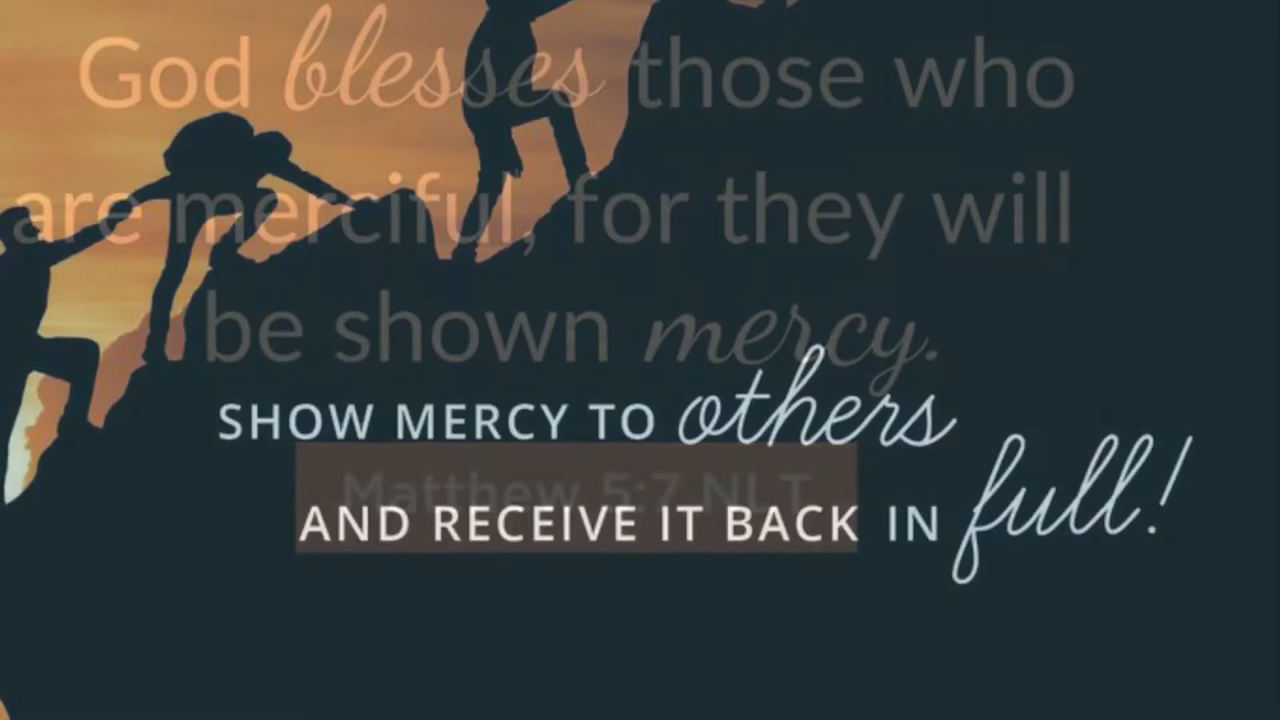 God blesses those who
are merciful, for they will
be shown mercy.
SHOW MERCY TO others
Matthew 5:7 NLT
AND RECEIVE IT BACK IN full!